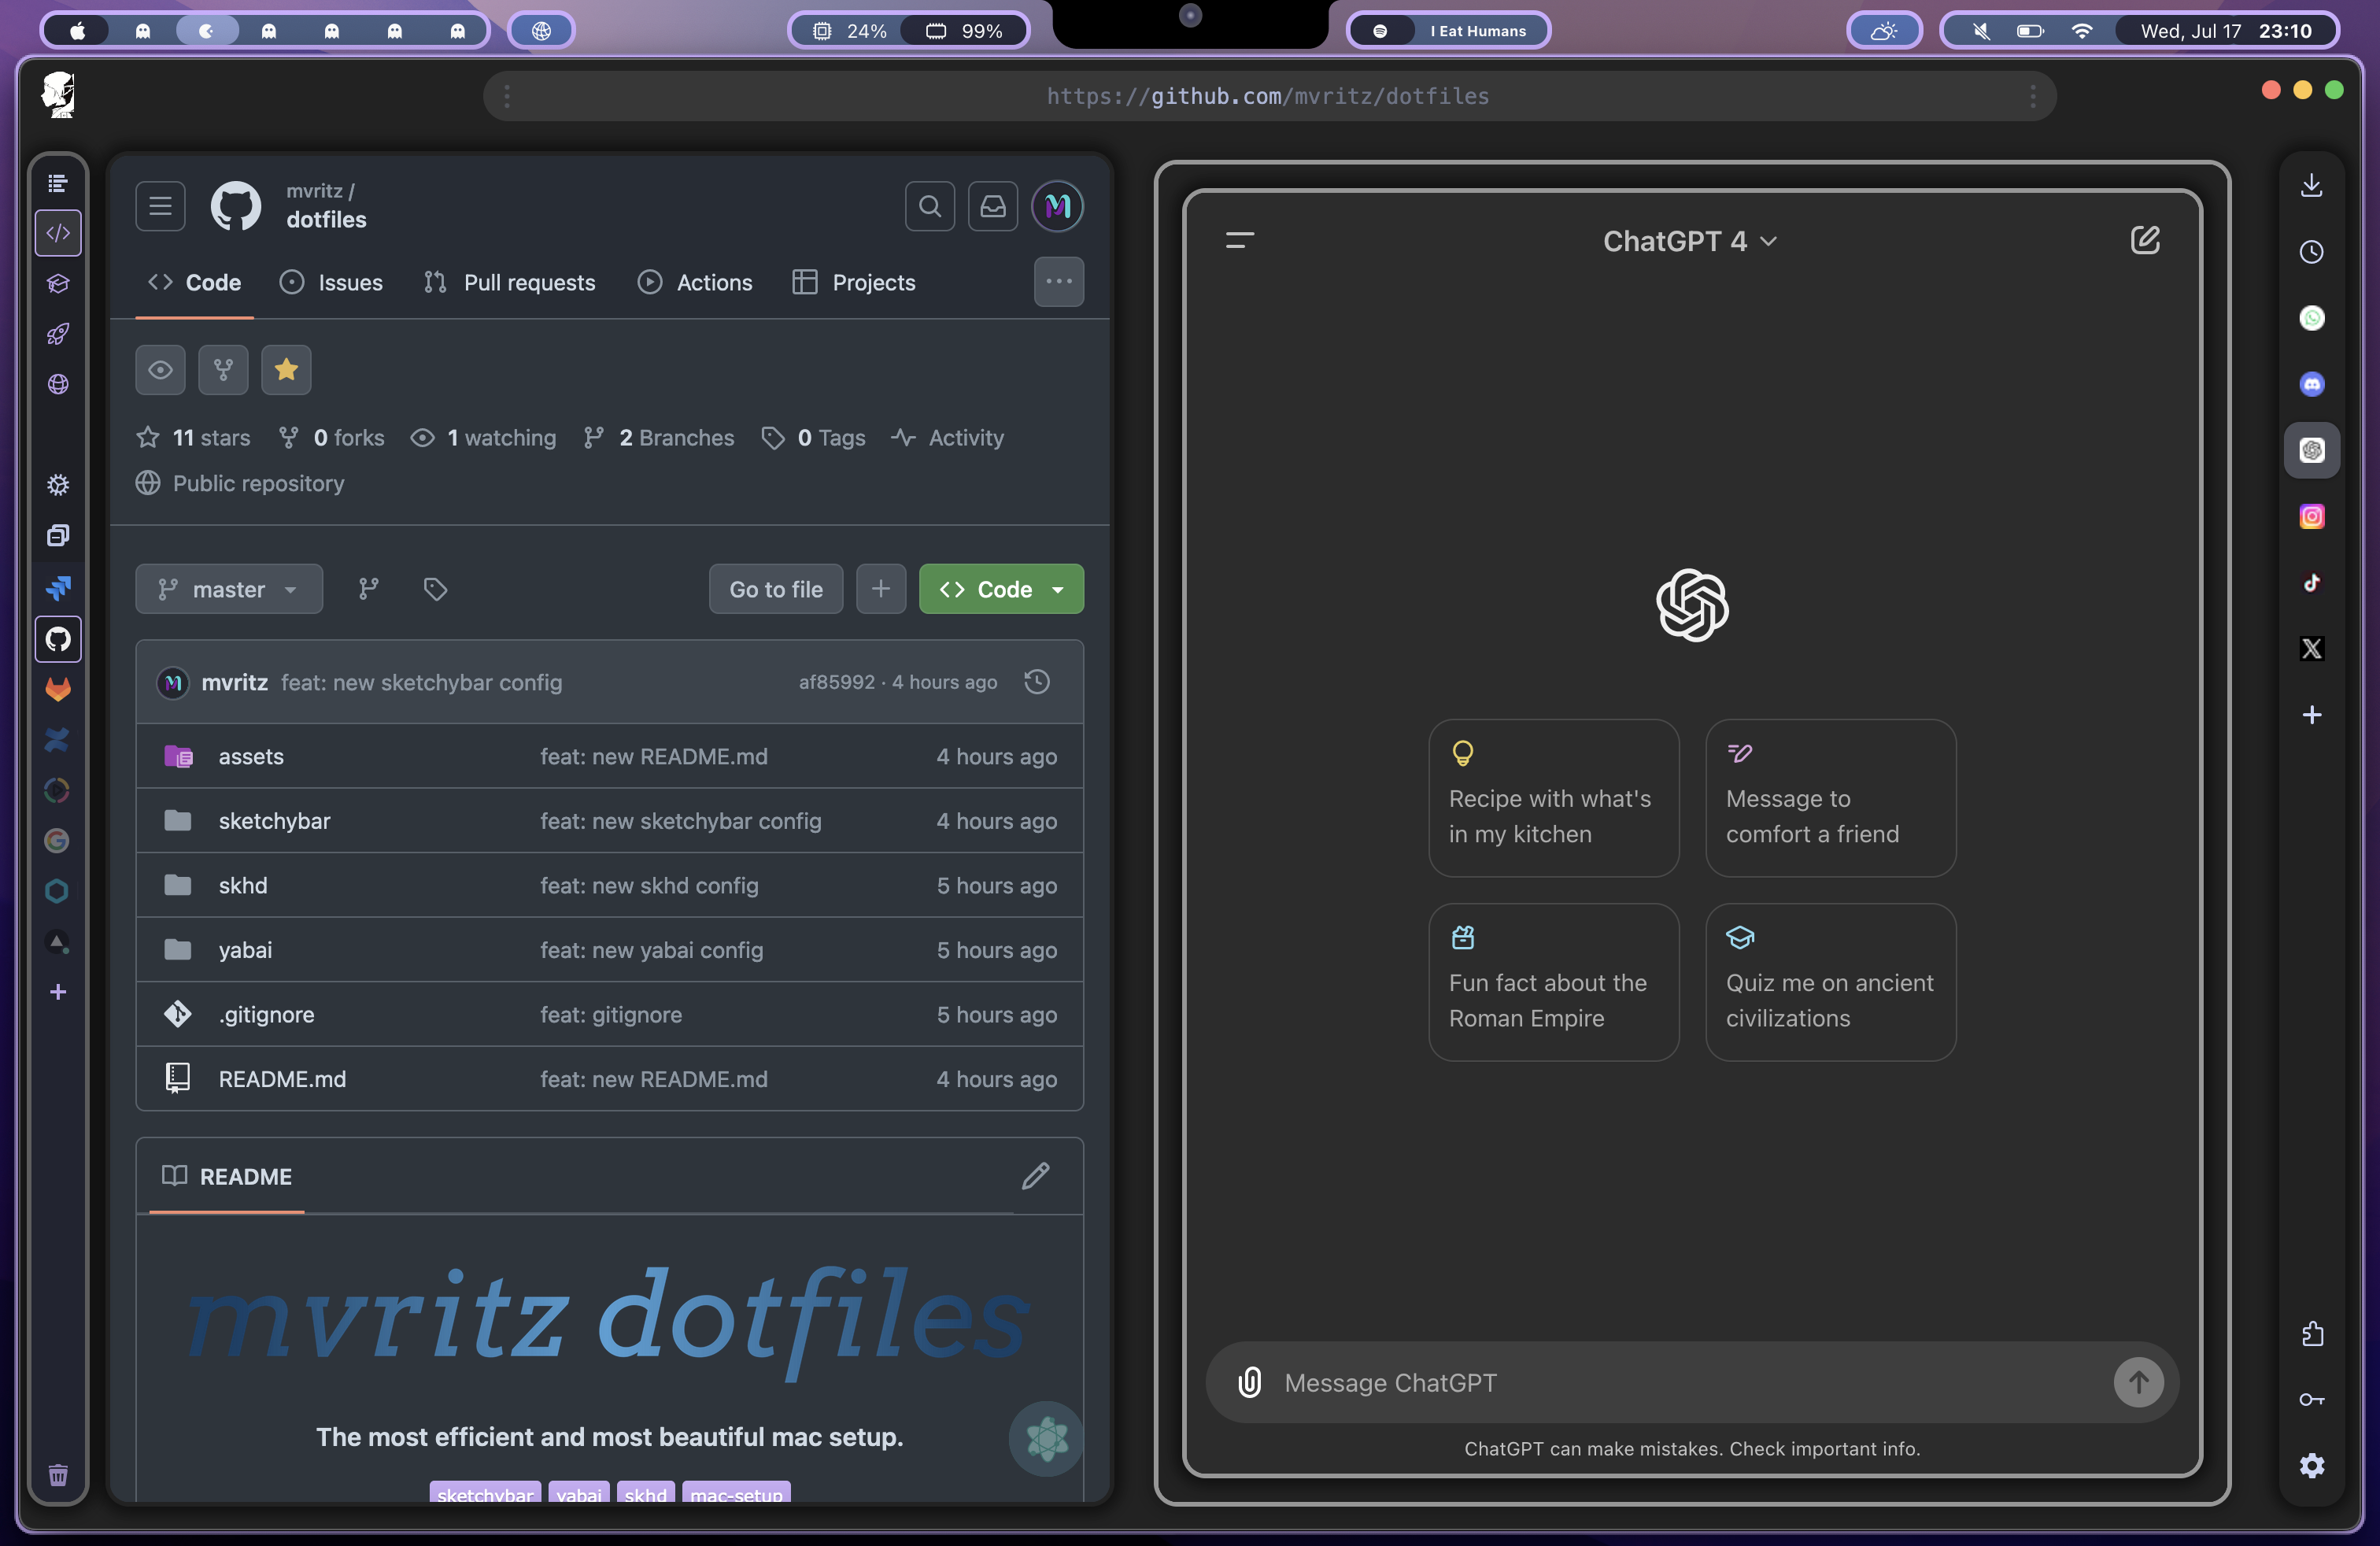 24%
99%
I Eat Humans
Wed, Jul 17 23:10
https://github.com/mvritz/dotfiles
mvritz /
dotfiles
Code
Issues
Pull requests
Actions
Projects
11 stars
0 forks
1 watching
2 Branches
0 Tags
Activity
Public repository
master
Go to file
Code
mvritz feat: new sketchybar config af85992 · 4 hours ago
assets feat: new README.md 4 hours ago
sketchybar feat: new sketchybar config 4 hours ago
skhd feat: new skhd config 5 hours ago
yabai feat: new yabai config 5 hours ago
.gitignore feat: gitignore 5 hours ago
README.md feat: new README.md 4 hours ago
README
mvritz dotfiles
The most efficient and most beautiful mac setup.
sketchybar yabai skhd mac-setup
ChatGPT 4
Recipe with what's
in my kitchen
Message to
comfort a friend
Fun fact about the
Roman Empire
Quiz me on ancient
civilizations
Message ChatGPT
ChatGPT can make mistakes. Check important info.